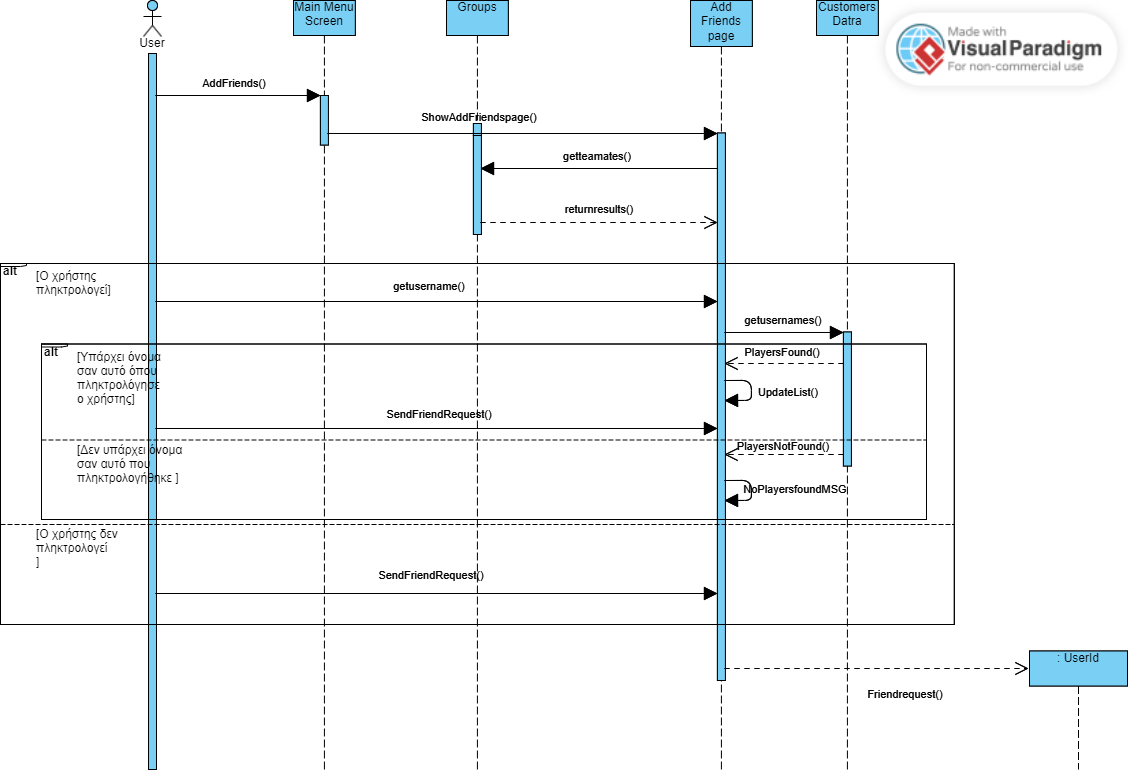 Main Menu
Screen
Groups
Add
Friends
page
Customers
Datra
Made with
Visual Paradigm
For non-commercial use
User
AddFriends()
ShowAddFriendspage()
getteamates()
returnresults()
alt
[Ο χρήστης
πληκτρολογεί]
getusername()
getusernames()
alt
[Υπάρχει όνομα
σαν αυτό όπου
πληκτρολόγησε
ο χρήστης]
PlayersFound()
UpdateList()
SendFriendRequest()
[Δεν υπάρχει όνομα
σαν αυτό που
πληκτρολογήθηκε ]
PlayersNotFound()
NoPlayersfoundMSG
[Ο χρήστης δεν
πληκτρολογεί
]
SendFriendRequest()
: UserId
Friendrequest()